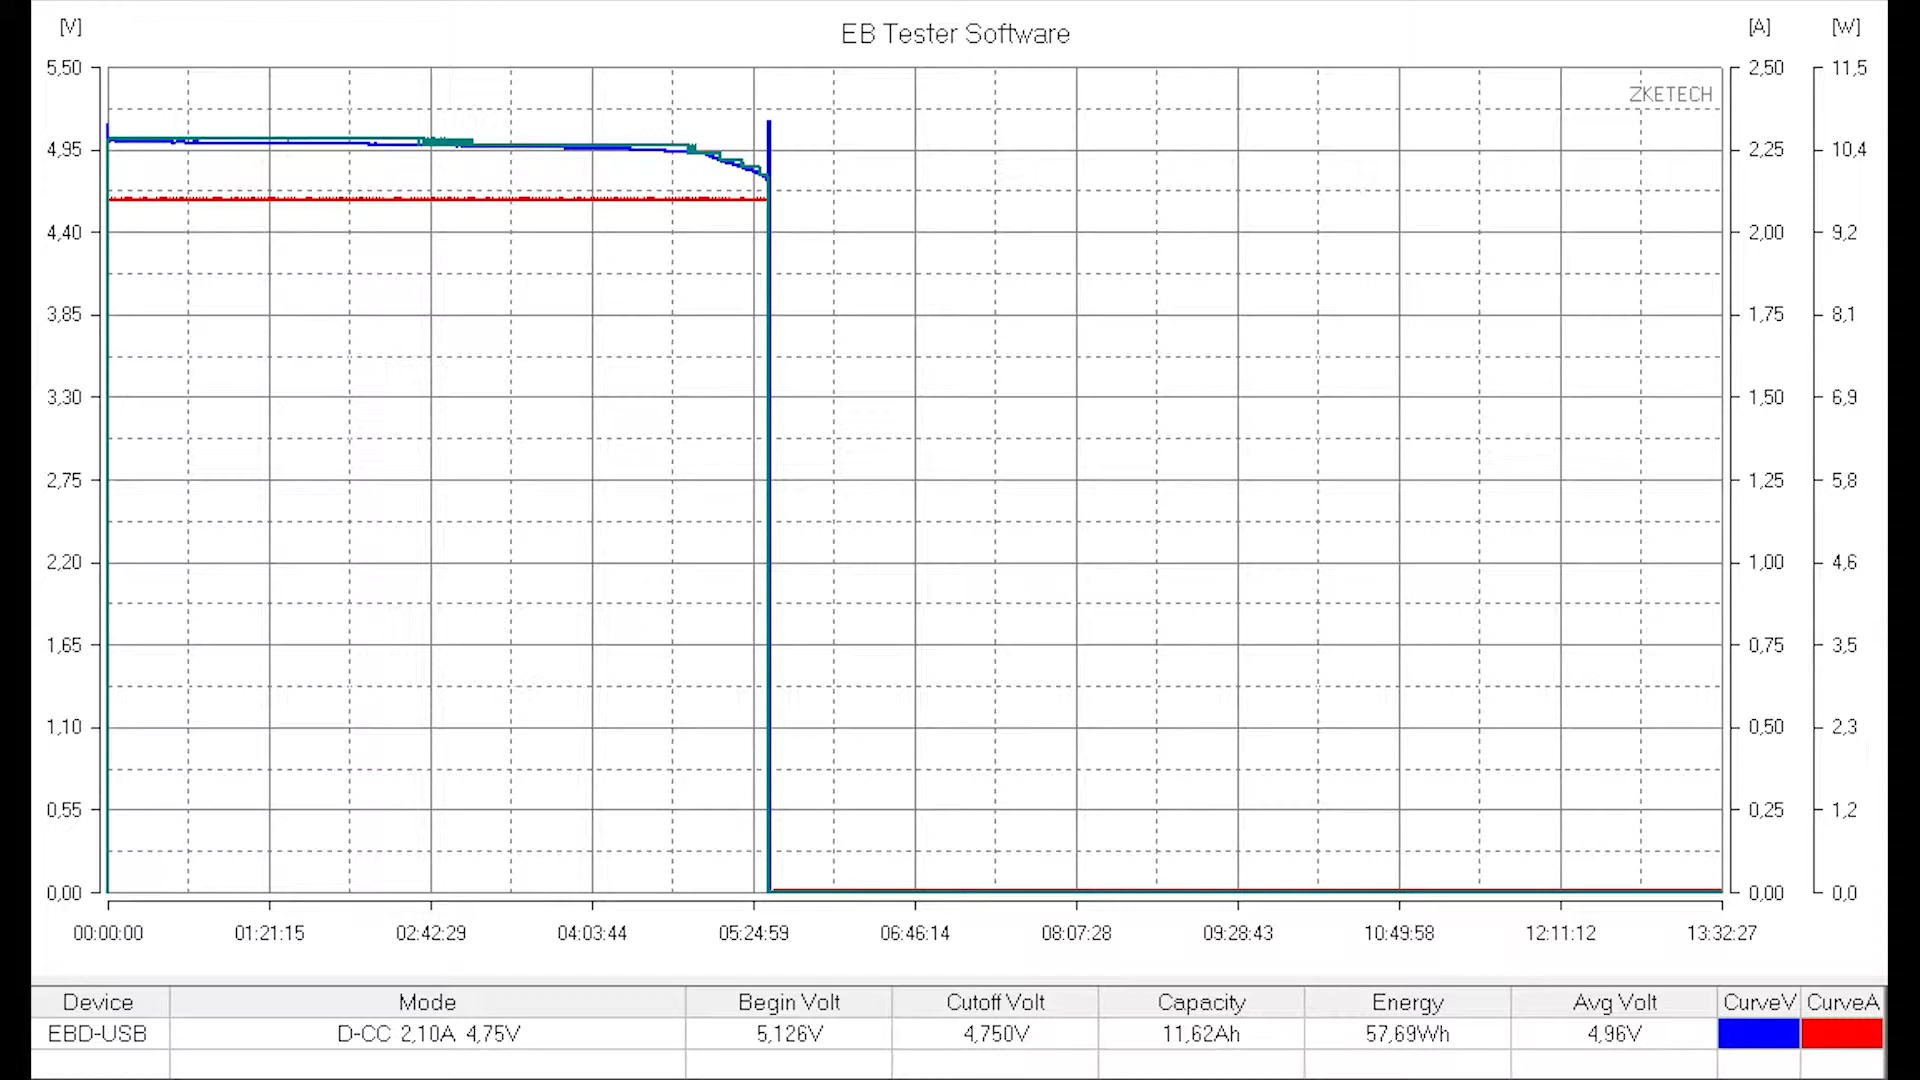 [V] EB Tester Software [A] [W]
5,50 2,50 11,5
ZKETECH
4,95 2,25 10,4
4,40 2,00 9,2
3,85 1,75 8,1
3,30 1,50 6,9
2,75 1,25 5,8
2,20 1,00 4,6
1,65 0,75 3,5
1,10 0,50 2,3
0,55 0,25 1,2
0,00 0,00 0,0
00:00:00 01:21:15 02:42:29 04:03:44 05:24:59 06:46:14 08:07:28 09:28:43 10:49:58 12:11:12 13:32:27
Device Mode Begin Volt Cutoff Volt Capacity Energy Avg Volt CurveV CurveA
EBD-USB D-CC 2,10A 4,75V 5,126V 4,750V 11,62Ah 57,69Wh 4,96V